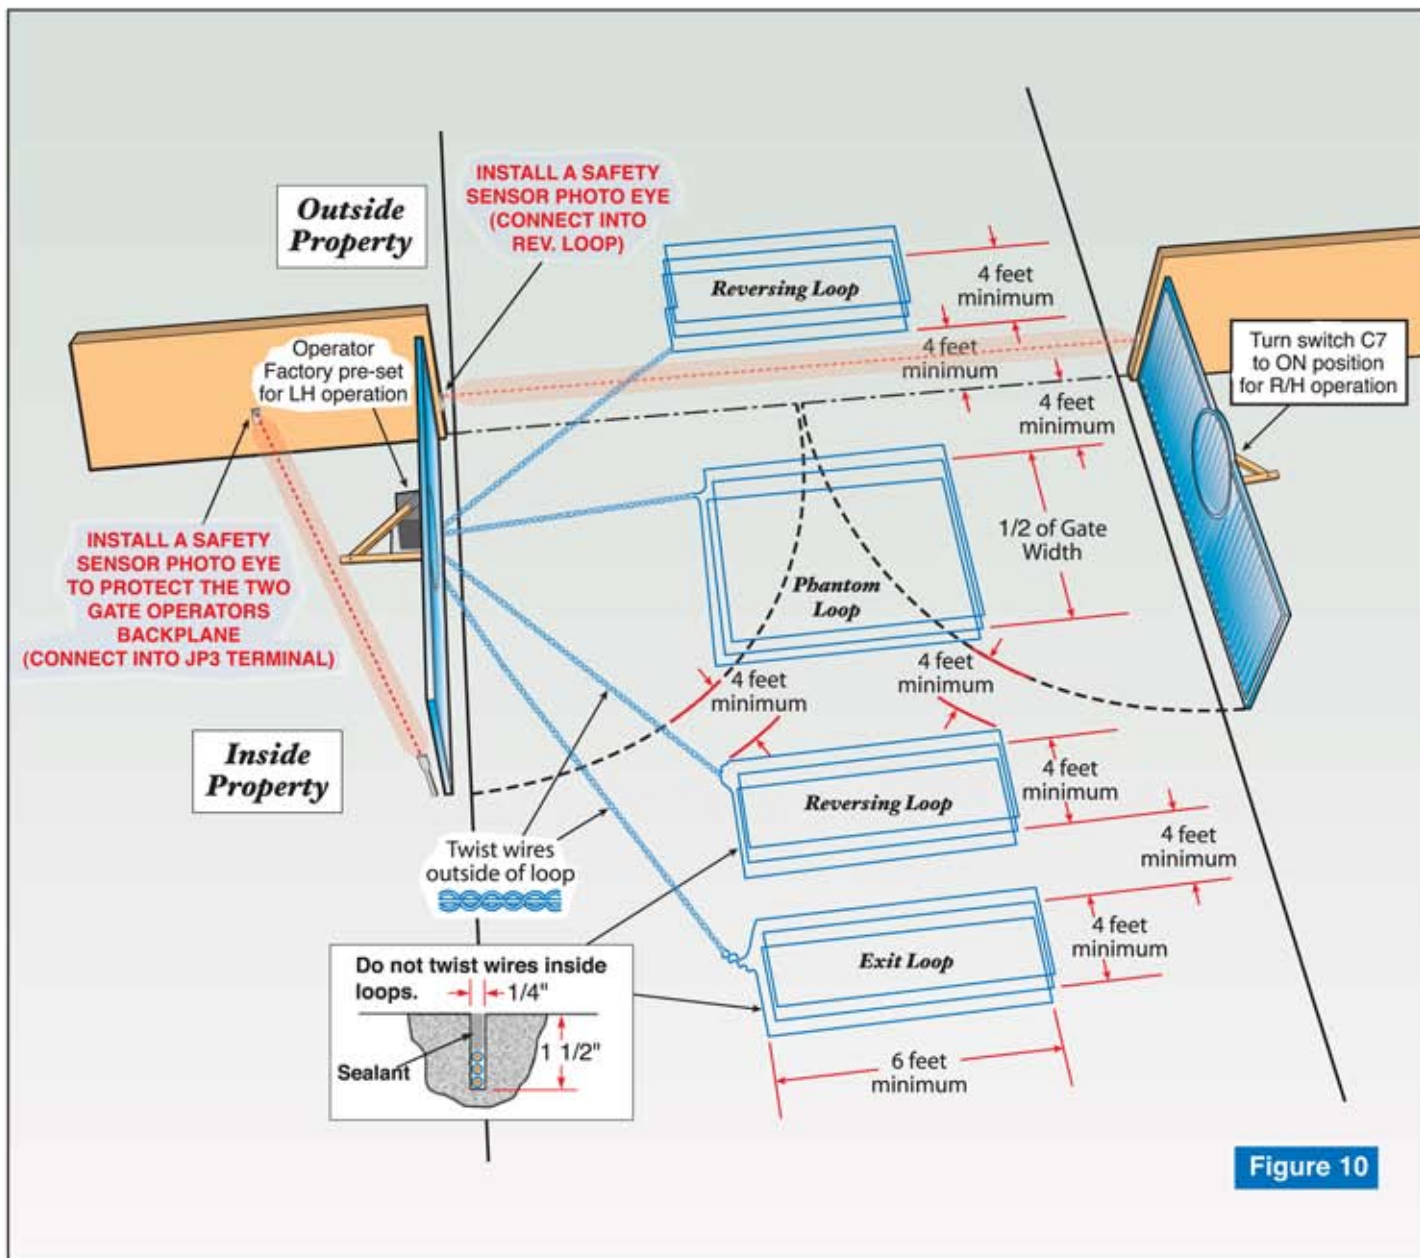 INSTALL A SAFETY
SENSOR PHOTO EYE
(CONNECT INTO
REV. LOOP)
Outside
Property
Reversing Loop
4 feet
minimum
4 feet
minimum
Operator
Factory pre-set
for LH operation
Turn switch C7
to ON position
for R/H operation
4 feet
minimum
INSTALL A SAFETY
SENSOR PHOTO EYE
TO PROTECT THE TWO
GATE OPERATORS
BACKPLANE
(CONNECT INTO JP3 TERMINAL)
1/2 of Gate
Width
Phantom
Loop
4 feet
minimum
4 feet
minimum
Inside
Property
Reversing Loop
4 feet
minimum
4 feet
minimum
Twist wires
outside of loop
Exit Loop
4 feet
minimum
Do not twist wires inside
loops.
1/4"
1 1/2"
Sealant
6 feet
minimum
Figure 10